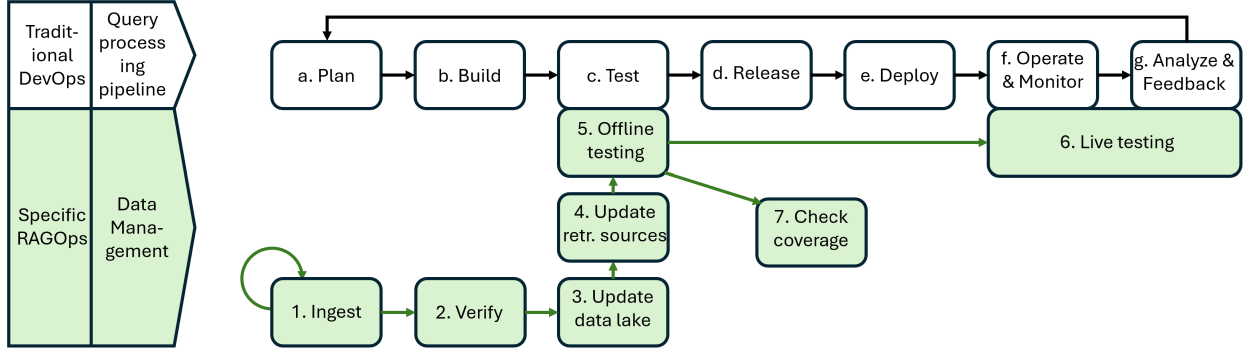 Tradit-
ional
DevOps
Query
process
ing
pipeline
a. Plan
b. Build
c. Test
d. Release
e. Deploy
f. Operate
& Monitor
g. Analyze &
Feedback
5. Offline
testing
6. Live testing
Specific
RAGOps
Data
Mana-
gement
4. Update
retr. sources
7. Check
coverage
1. Ingest
2. Verify
3. Update
data lake